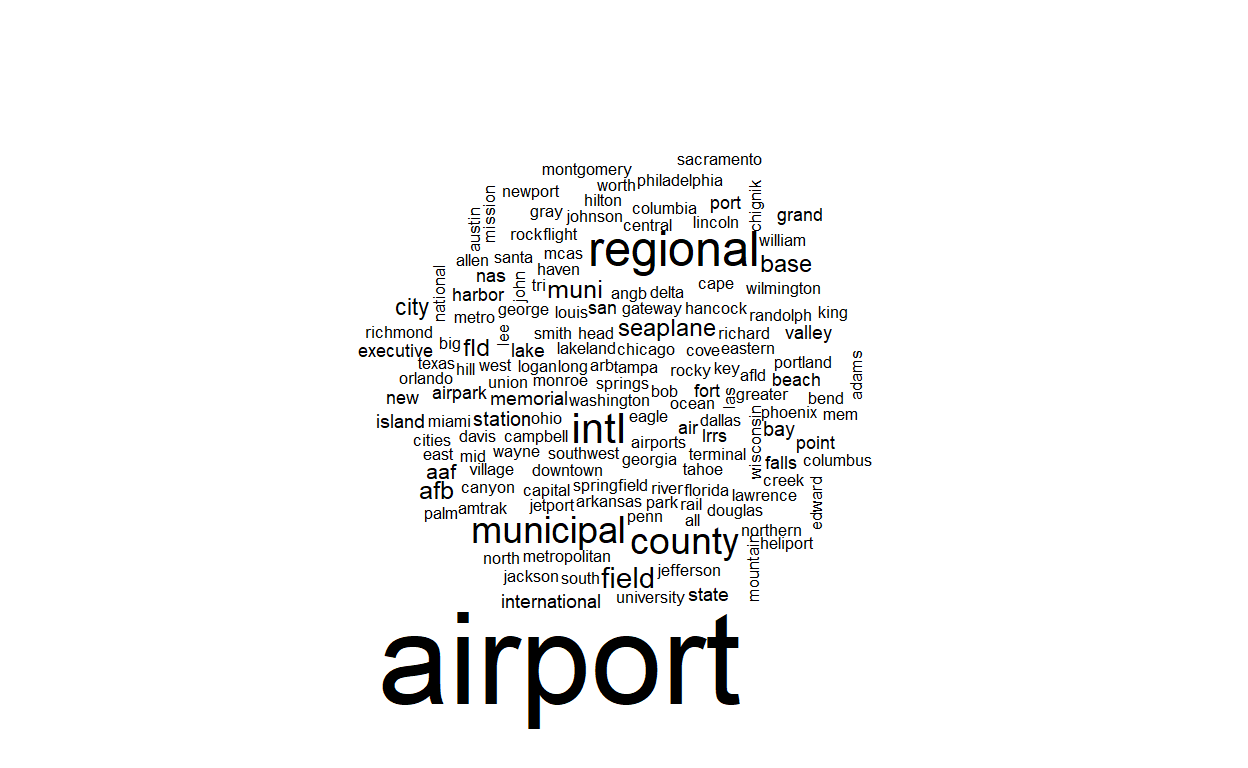 sacramento
montgomery
worth philadelphia
newport
mission
chignik
hilton
gray johnson columbia port
central lincoln grand
austin
rock flight regional william
allen santa mcas
nas haven base
national
john
tri muni angb delta cape wilmington
harbor
city metro george louis san gateway hancock randolph king
richmond lee smith head seaplane richard valley
executive big fld lake lakeland chicago cove eastern
texas hill west logan long arb tampa rocky key afld portland
adams
orlando union monroe springs bob fort las greater beach
new airpark memorial washington ocean bend
island miami station ohio intl eagle air dallas wisconsin phoenix mem
cities davis campbell airports lrrs bay point
east mid wayne southwest georgia terminal falls columbus
aaf village downtown tahoe
afb canyon capital springfield river florida lawrence creek
edward
palm amtrak jetport arkansas park rail douglas
municipal penn all northern
county mountain heliport
north metropolitan
jackson south field jefferson
international university state
airport